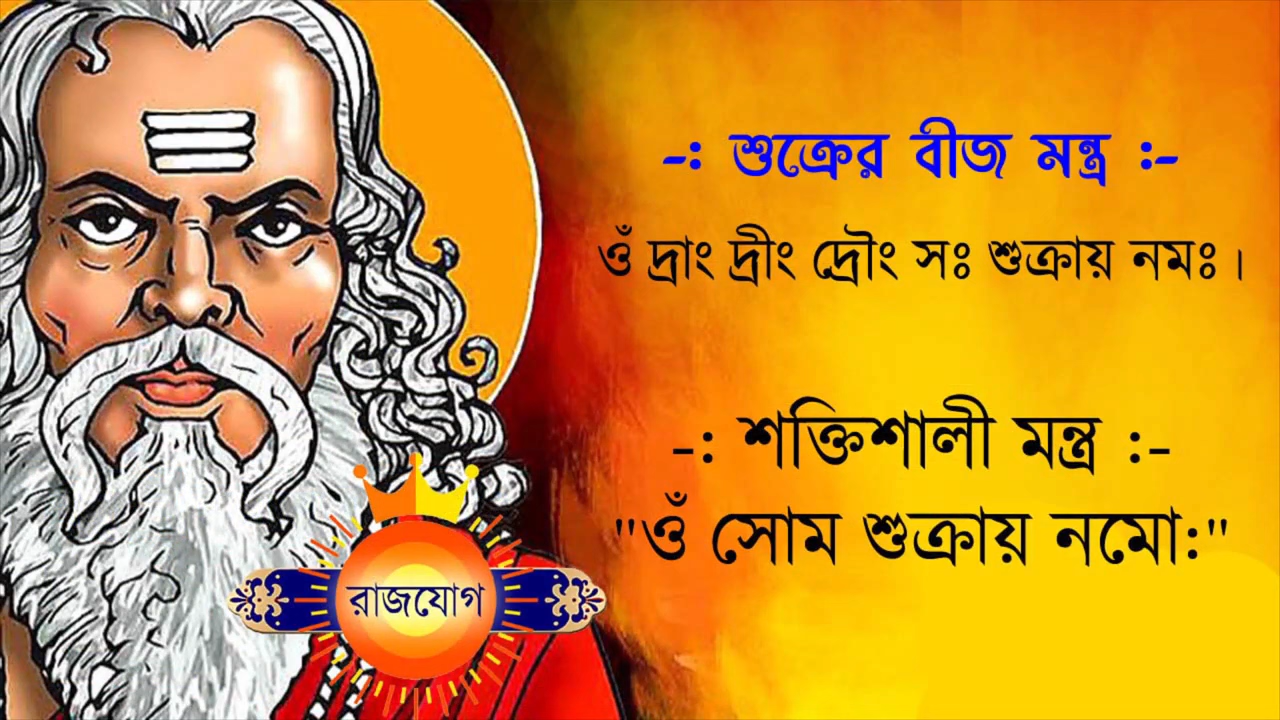 -: শুক্রের বীজ মন্ত্র :-
ওঁ দ্রাং দ্রীং দ্রৌং সঃ শুক্রায় নমঃ।
-: শক্তিশালী মন্ত্র :-
"ওঁ সোম শুক্রায় নমো:"
রাজযোগ